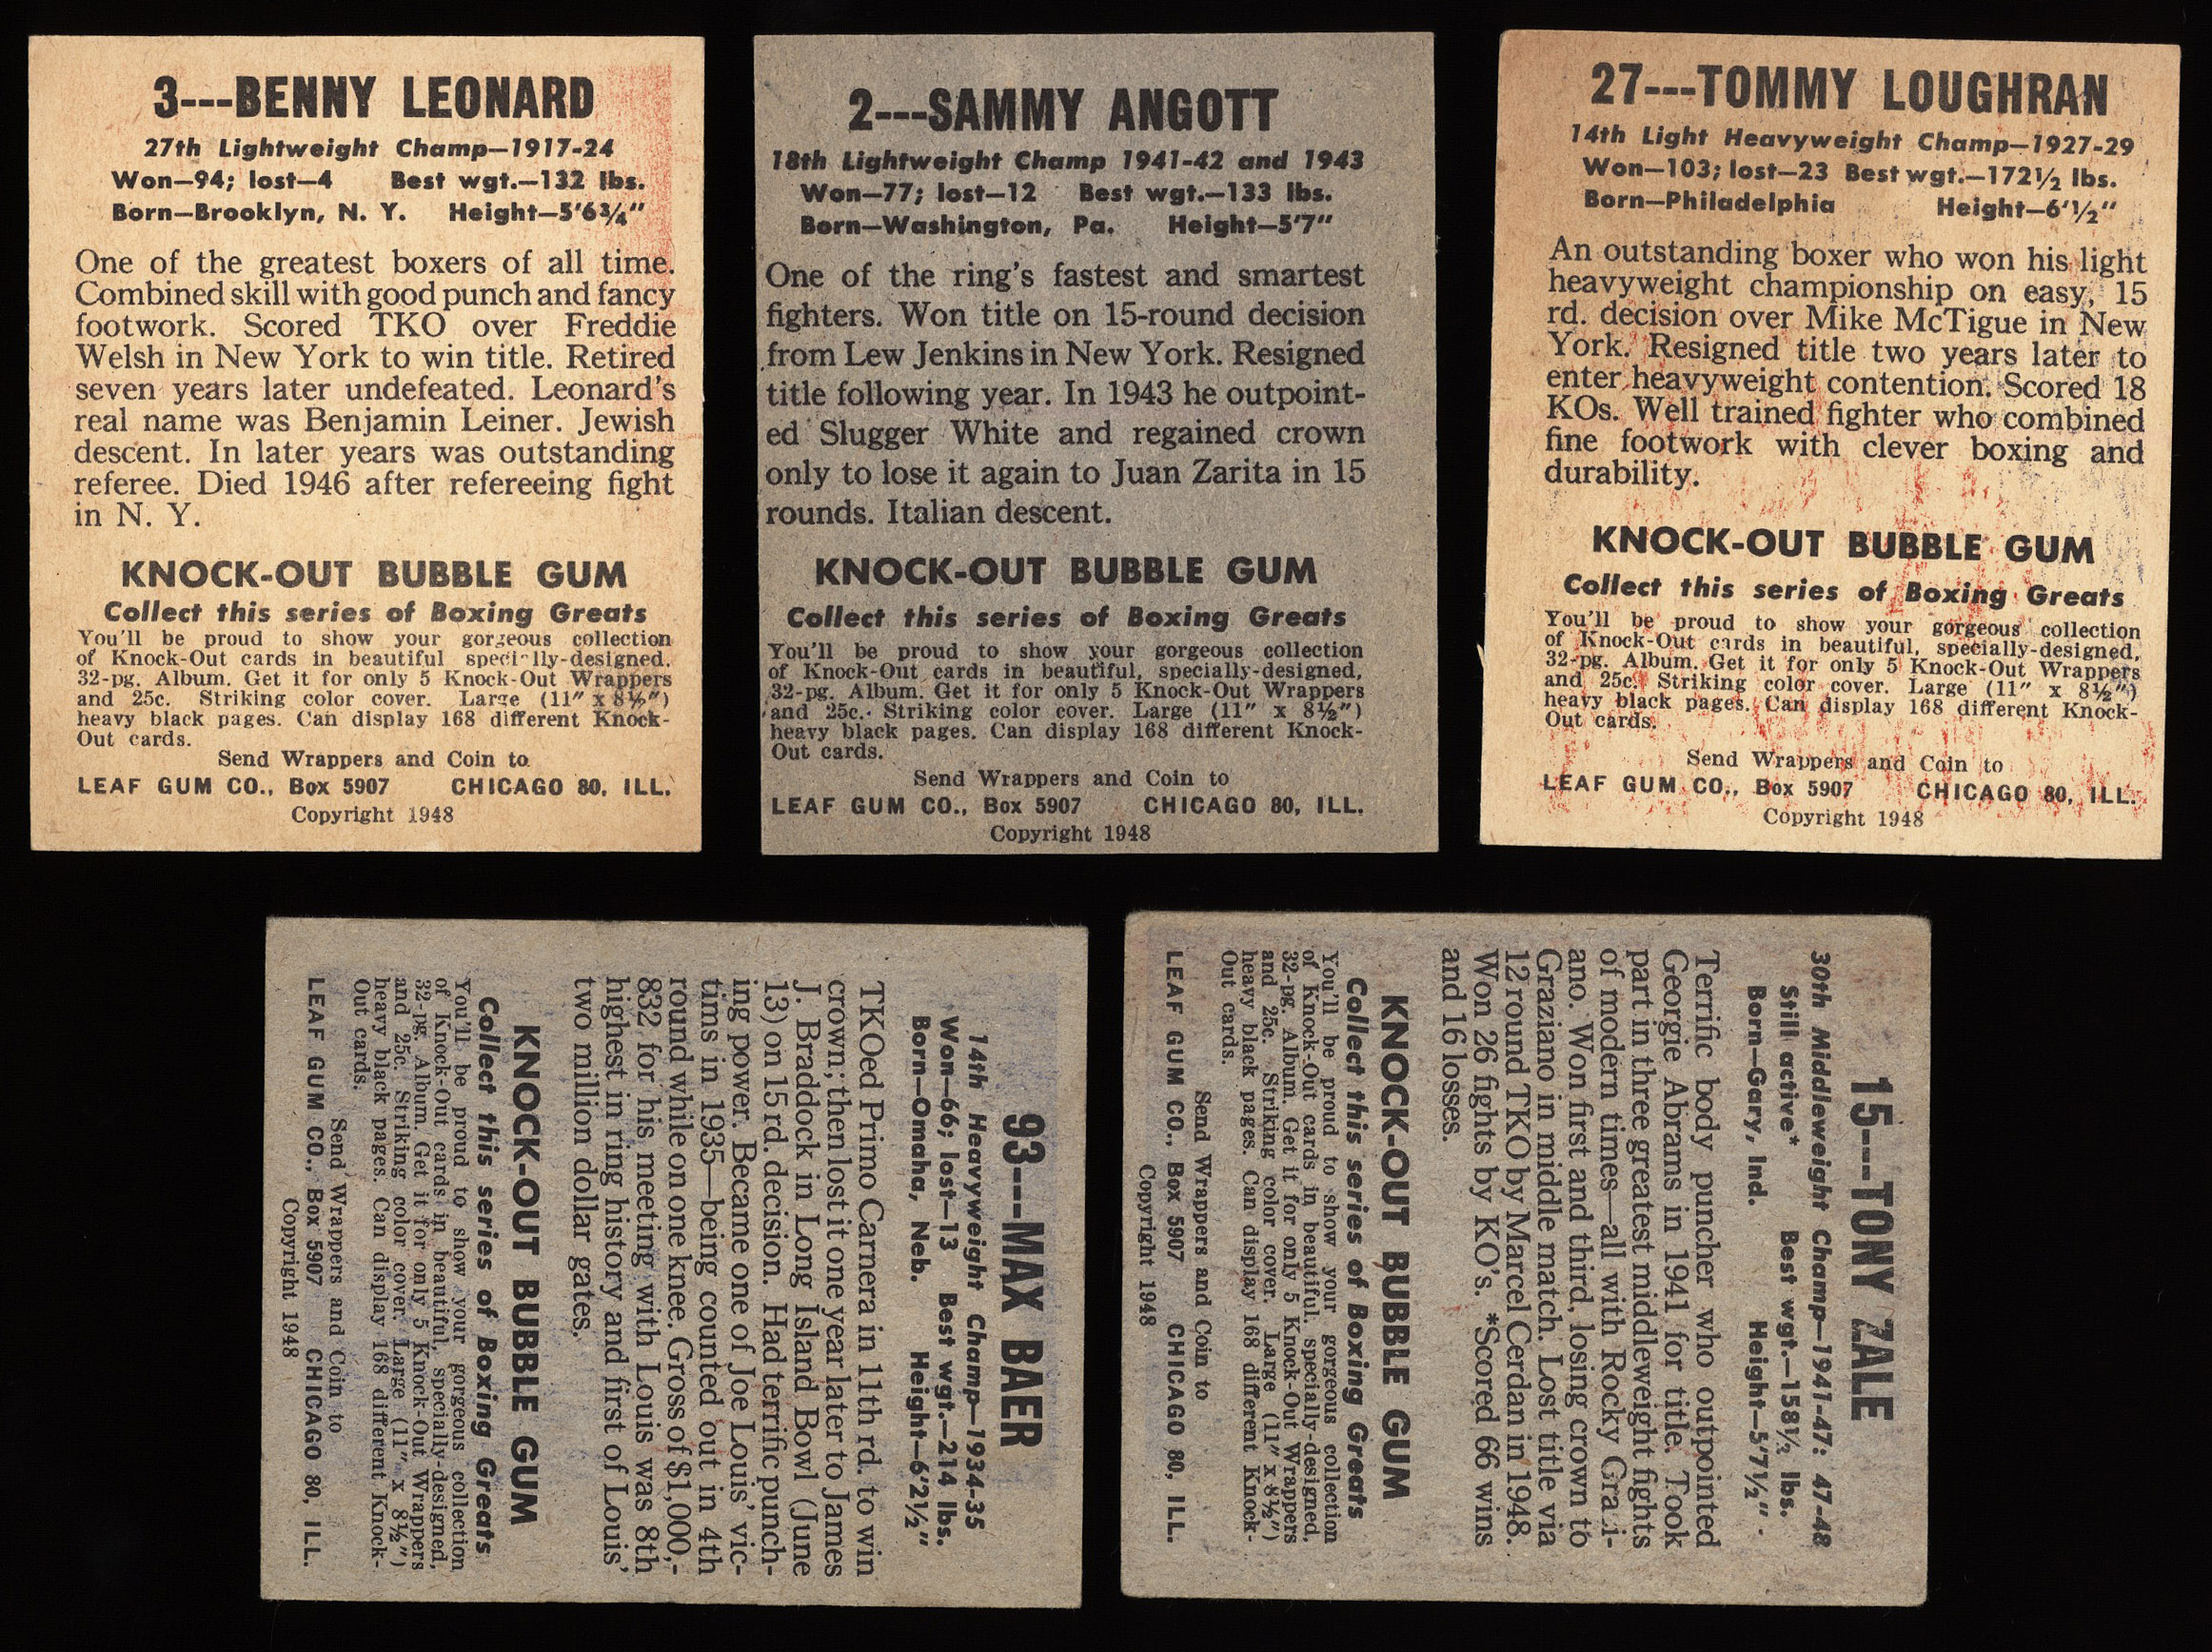 3---BENNY LEONARD
27th Lightweight Champ—1917-24
Won—94; lost—4 Best wgt.—132 lbs.
Born—Brooklyn, N. Y. Height—5'6¾"
One of the greatest boxers of all time.
Combined skill with good punch and fancy
footwork. Scored TKO over Freddie
Welsh in New York to win title. Retired
seven years later undefeated. Leonard's
real name was Benjamin Leiner. Jewish
descent. In later years was outstanding
referee. Died 1946 after refereeing fight
in N. Y.
KNOCK-OUT BUBBLE GUM
Collect this series of Boxing Greats
You'll be proud to show your gorgeous collection
of Knock-Out cards in beautiful specially-designed,
32-pg. Album. Get it for only 5 Knock-Out Wrappers
and 25c. Striking color cover. Large (11" x 8½")
heavy black pages. Can display 168 different Knock-
Out cards.
Send Wrappers and Coin to
LEAF GUM CO., Box 5907 CHICAGO 80, ILL.
Copyright 1948
2---SAMMY ANGOTT
18th Lightweight Champ 1941-42 and 1943
Won—77; lost—12 Best wgt.—133 lbs.
Born—Washington, Pa. Height—5'7"
One of the ring's fastest and smartest
fighters. Won title on 15-round decision
from Lew Jenkins in New York. Resigned
title following year. In 1943 he outpoint-
ed Slugger White and regained crown
only to lose it again to Juan Zarita in 15
rounds. Italian descent.
KNOCK-OUT BUBBLE GUM
Collect this series of Boxing Greats
You'll be proud to show your gorgeous collection
of Knock-Out cards in beautiful, specially-designed,
32-pg. Album. Get it for only 5 Knock-Out Wrappers
and 25c. Striking color cover. Large (11" x 8½")
heavy black pages. Can display 168 different Knock-
Out cards.
Send Wrappers and Coin to
LEAF GUM CO., Box 5907 CHICAGO 80, ILL.
Copyright 1948
27---TOMMY LOUGHRAN
14th Light Heavyweight Champ—1927-29
Won—103; lost—23 Best wgt.—172½ lbs.
Born—Philadelphia Height—6'½"
An outstanding boxer who won his light
heavyweight championship on easy, 15
rd. decision over Mike McTigue in New
York. Resigned title two years later to
enter heavyweight contention. Scored 18
KOs. Well trained fighter who combined
fine footwork with clever boxing and
durability.
KNOCK-OUT BUBBLE GUM
Collect this series of Boxing Greats
You'll be proud to show your gorgeous collection
of Knock-Out cards in beautiful, specially-designed,
32-pg. Album. Get it for only 5 Knock-Out Wrappers
and 25c. Striking color cover. Large (11" x 8½")
heavy black pages. Can display 168 different Knock-
Out cards.
Send Wrappers and Coin to
LEAF GUM CO., Box 5907 CHICAGO 80, ILL.
Copyright 1948
93---MAX BAER
14th Heavyweight Champ—1934-35
Won—66; lost—13 Best wgt.—214 lbs.
Born—Omaha, Neb. Height—6'2½"
TKOed Primo Carnera in 11th rd. to win
crown; then lost it one year later to James
J. Braddock in Long Island Bowl (June
13) on 15 rd. decision. Had terrific punch-
ing power. Became one of Joe Louis' vic-
tims in 1935—being counted out in 4th
round while on one knee. Gross of $1,000,-
832 for his meeting with Louis was 8th
highest in ring history and first of Louis'
two million dollar gates.
KNOCK-OUT BUBBLE GUM
Collect this series of Boxing Greats
You'll be proud to show your gorgeous collection
of Knock-Out cards in beautiful, specially-designed,
32-pg. Album. Get it for only 5 Knock-Out Wrappers
and 25c. Striking color cover. Large (11" x 8½")
heavy black pages. Can display 168 different Knock-
Out cards.
Send Wrappers and Coin to
LEAF GUM CO., Box 5907 CHICAGO 80, ILL.
Copyright 1948
15---TONY ZALE
30th Middleweight Champ—1941-47: 47-48
Still active* Best wgt.—158½ lbs.
Born—Gary, Ind. Height—5'7½"
Terrific body puncher who outpointed
Georgie Abrams in 1941 for title. Took
part in three greatest middleweight fights
of modern times—all with Rocky Grazi-
ano. Won first and third, losing crown to
Graziano in middle match. Lost title via
12 round TKO by Marcel Cerdan in 1948.
Won 26 fights by KO's. *Scored 66 wins
and 16 losses.
KNOCK-OUT BUBBLE GUM
Collect this series of Boxing Greats
You'll be proud to show your gorgeous collection
of Knock-Out cards in beautiful, specially-designed,
32-pg. Album. Get it for only 5 Knock-Out Wrappers
and 25c. Striking color cover. Large (11" x 8½")
heavy black pages. Can display 168 different Knock-
Out cards.
Send Wrappers and Coin to
LEAF GUM CO., Box 5907 CHICAGO 80, ILL.
Copyright 1948